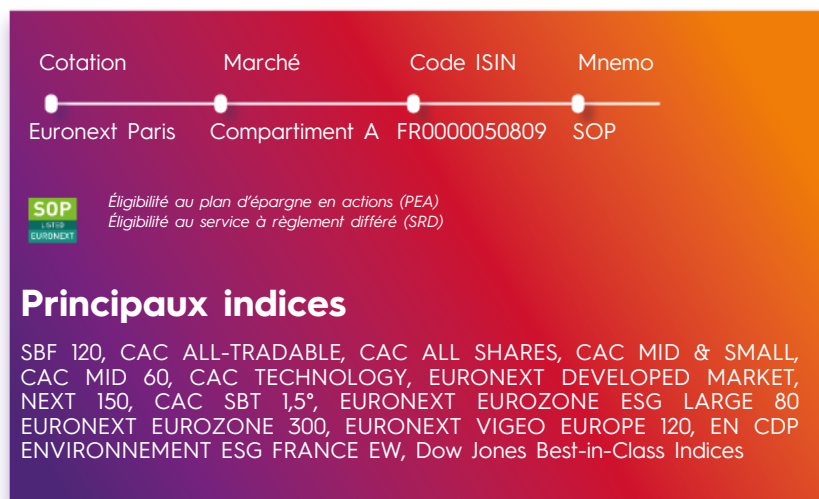 Cotation Marché Code ISIN Mnemo
Euronext Paris Compartiment A FR0000050809 SOP
SOP
LISTED
EURONEXT
Éligibilité au plan d'épargne en actions (PEA)
Éligibilité au service à règlement différé (SRD)
Principaux indices
SBF 120, CAC ALL-TRADABLE, CAC ALL SHARES, CAC MID & SMALL,
CAC MID 60, CAC TECHNOLOGY, EURONEXT DEVELOPED MARKET,
NEXT 150, CAC SBT 1,5°, EURONEXT EUROZONE ESG LARGE 80
EURONEXT EUROZONE 300, EURONEXT VIGEO EUROPE 120, EN CDP
ENVIRONNEMENT ESG FRANCE EW, Dow Jones Best-in-Class Indices